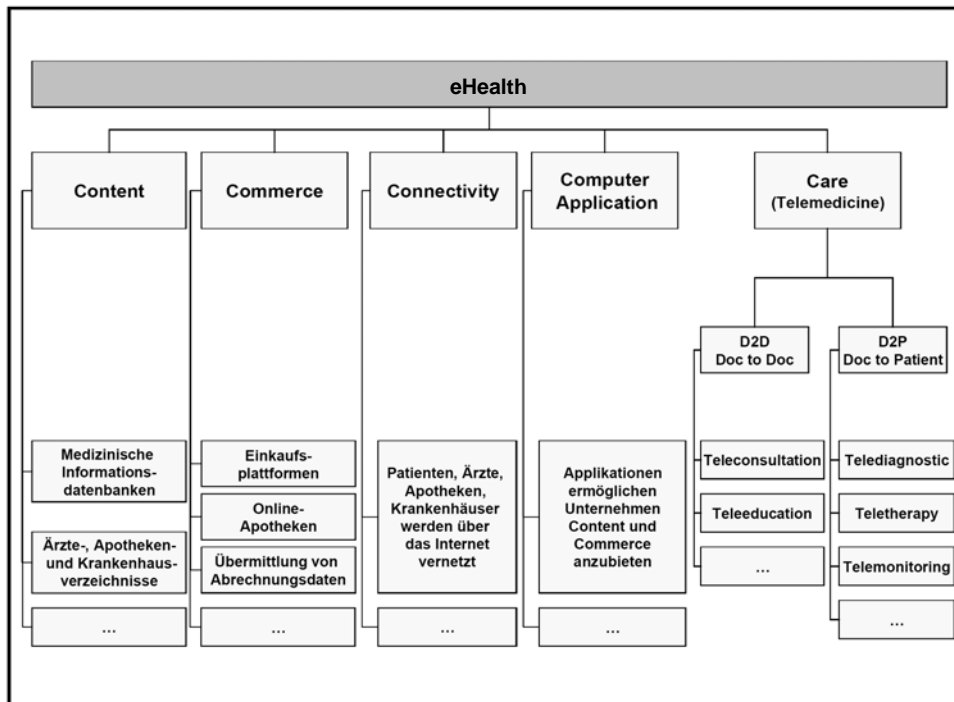 eHealth
Content
Commerce
Connectivity
Computer
Application
Care
(Telemedicine)
D2D
Doc to Doc
D2P
Doc to Patient
Medizinische
Informations-
datenbanken
Ärzte-, Apotheken-
und Krankenhaus-
verzeichnisse
...
Einkaufs-
plattformen
Online-
Apotheken
Übermittlung von
Abrechnungsdaten
...
Patienten, Ärzte,
Apotheken,
Krankenhäuser
werden über
das Internet
vernetzt
...
Applikationen
ermöglichen
Unternehmen
Content und
Commerce
anzubieten
...
Teleconsultation
Teleeducation
...
Telediagnostic
Teletherapy
Telemonitoring
...